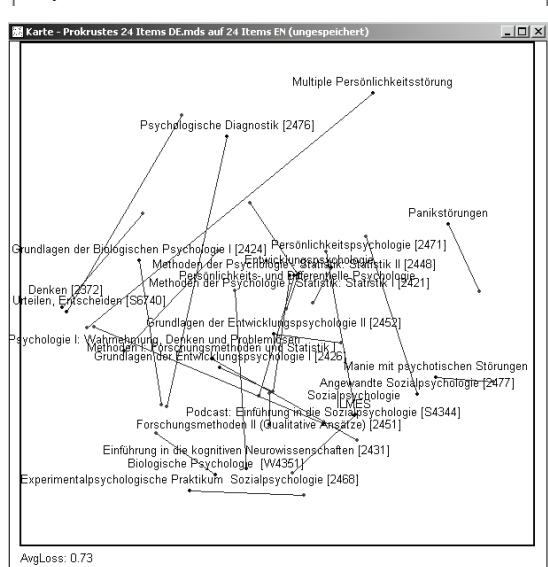 Karte - Prokrustes 24 Items DE.mds auf 24 Items EN (ungespeichert)
Multiple Persönlichkeitsstörung
Psychologische Diagnostik [2476]
Panikstörungen
Grundlagen der Biologischen Psychologie I [2424]
Persönlichkeitspsychologie [2471]
Entwicklungspsychologie
Methoden der Psychologie - Statistik: Statistik II [2448]
Persönlichkeits- und Differentielle Psychologie
Methoden der Psychologie - Statistik: Statistik I [2421]
Denken [2372]
Urteilen, Entscheiden [S6740]
Grundlagen der Entwicklungspsychologie II [2452]
Psychologie I: Wahrnehmung, Denken und Problemlösen
Methoden I: Forschungsmethoden und Statistik I
Grundlagen der Entwicklungspsychologie I [2426]
Manie mit psychotischen Störungen
Angewandte Sozialpsychologie [2477]
Sozialpsychologie
ILMES
Podcast: Einführung in die Sozialpsychologie [S4344]
Forschungsmethoden II (Qualitative Ansätze) [2451]
Einführung in die kognitiven Neurowissenschaften [2431]
Biologische Psychologie [W4351]
Experimentalpsychologische Praktikum Sozialpsychologie [2468]
AvgLoss: 0.73